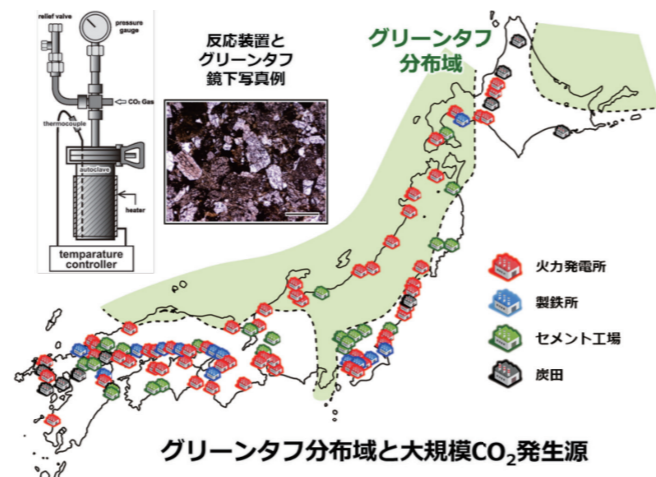 relief valve
pressure
gauge
CO₂ Gas
thermocouple
autoclave
heater
temparature
controller
反応装置と
グリーンタフ
鏡下写真例
グリーンタフ
分布域
火力発電所
製鉄所
セメント工場
炭田
グリーンタフ分布域と大規模CO₂発生源